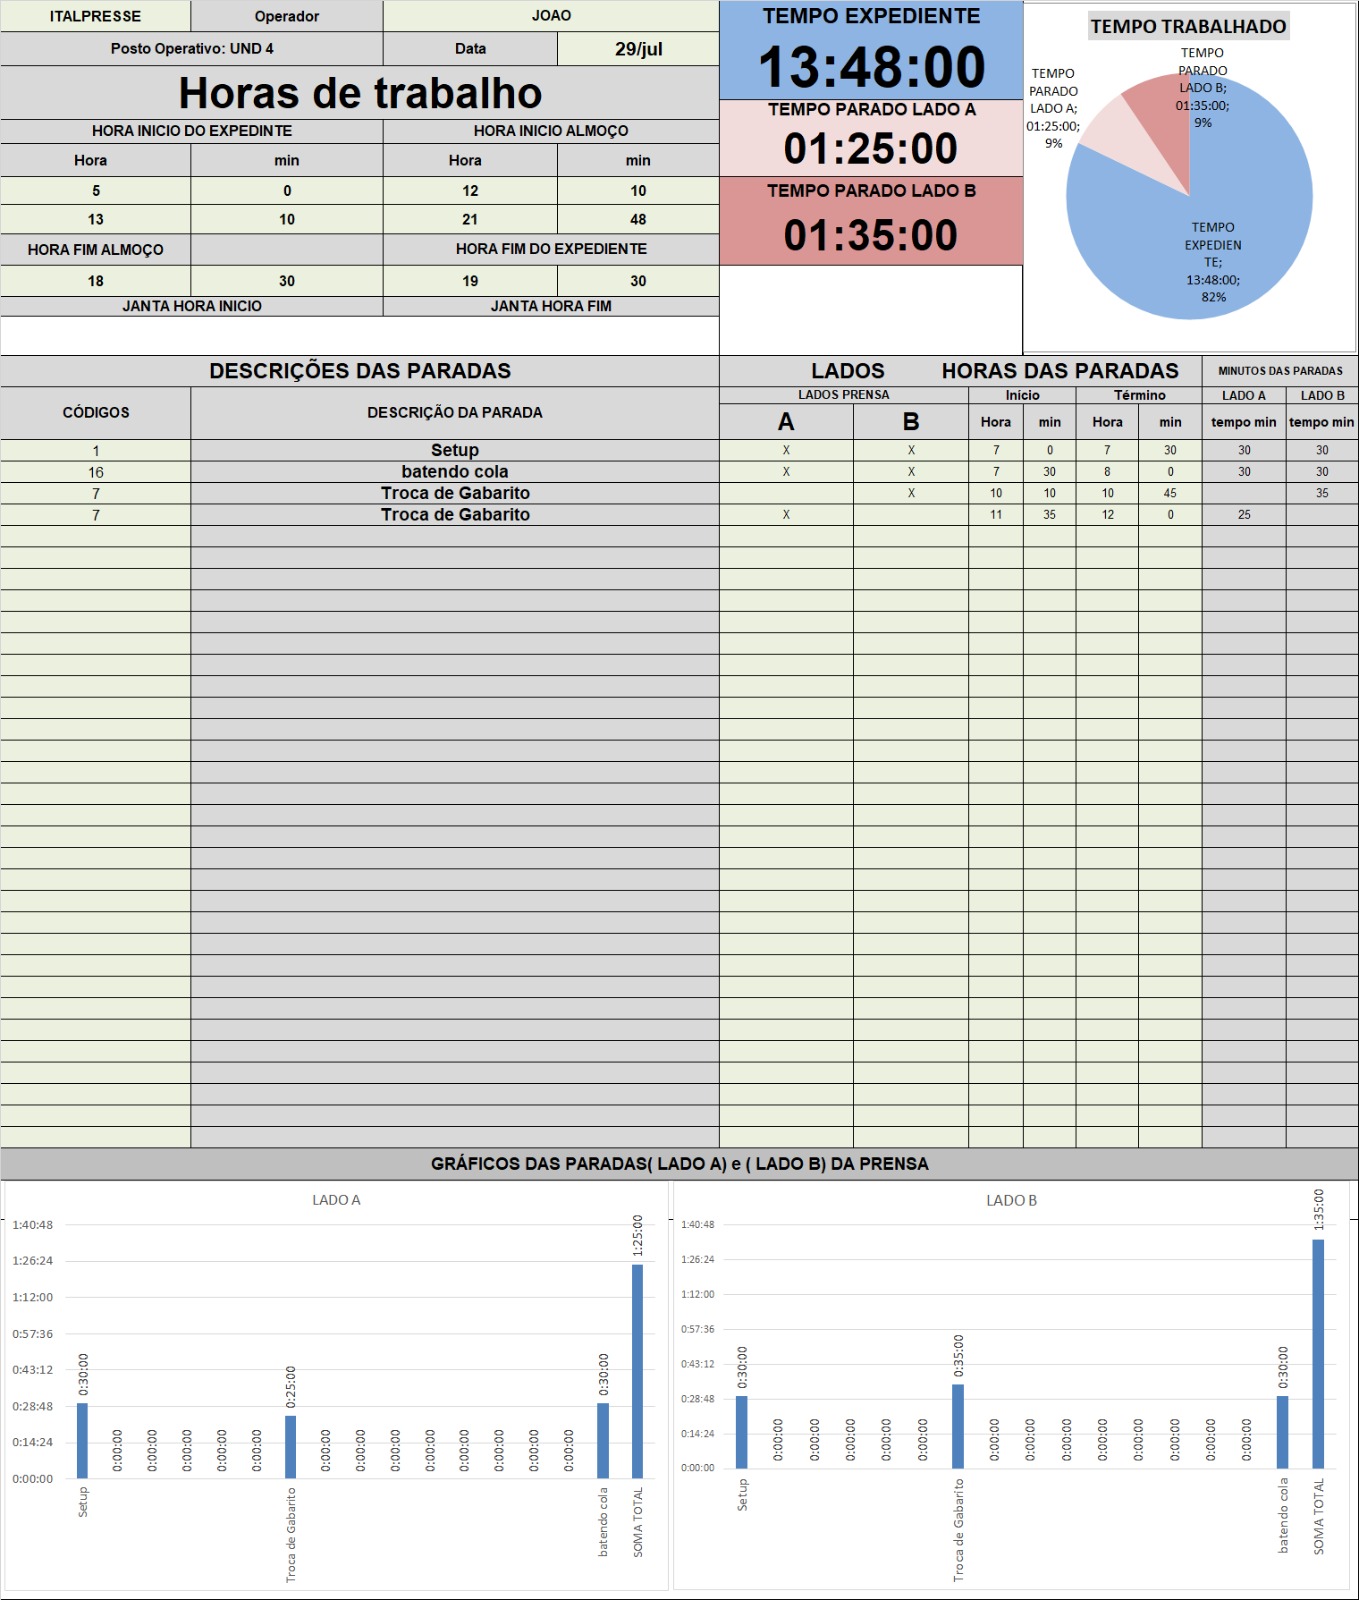 ITALPRESSE Operador JOAO
Posto Operativo: UND 4 Data 29/jul
Horas de trabalho
HORA INICIO DO EXPEDINTE HORA INICIO ALMOÇO
Hora min Hora min
5 0 12 10
13 10 21 48
HORA FIM ALMOÇO HORA FIM DO EXPEDIENTE
18 30 19 30
JANTA HORA INICIO JANTA HORA FIM
TEMPO EXPEDIENTE
13:48:00
TEMPO PARADO LADO A
01:25:00
TEMPO PARADO LADO B
01:35:00
TEMPO TRABALHADO
TEMPO
PARADO
LADO B;
01:35:00;
9%
TEMPO
PARADO
LADO A;
01:25:00;
9%
TEMPO
EXPEDIEN
TE;
13:48:00;
82%
DESCRIÇÕES DAS PARADAS LADOS HORAS DAS PARADAS MINUTOS DAS PARADAS
CÓDIGOS DESCRIÇÃO DA PARADA LADOS PRENSA Início Término LADO A LADO B
A B Hora min Hora min tempo min tempo min
1 Setup X X 7 0 7 30 30 30
16 batendo cola X X 7 30 8 0 30 30
7 Troca de Gabarito X 10 10 10 45 35
7 Troca de Gabarito X 11 35 12 0 25
GRÁFICOS DAS PARADAS( LADO A) e ( LADO B) DA PRENSA
LADO A
1:40:48
1:26:24
1:12:00
0:57:36
0:43:12
0:28:48
0:14:24
0:00:00
0:30:00 0:00:00 0:00:00 0:00:00 0:00:00 0:00:00 0:25:00 0:00:00 0:00:00 0:00:00 0:00:00 0:00:00 0:00:00 0:00:00 0:00:00 0:30:00 1:25:00
Setup Troca de Gabarito batendo cola SOMA TOTAL
LADO B
1:40:48
1:26:24
1:12:00
0:57:36
0:43:12
0:28:48
0:14:24
0:00:00
0:30:00 0:00:00 0:00:00 0:00:00 0:00:00 0:00:00 0:35:00 0:00:00 0:00:00 0:00:00 0:00:00 0:00:00 0:00:00 0:00:00 0:00:00 0:30:00 1:35:00
Setup Troca de Gabarito batendo cola SOMA TOTAL